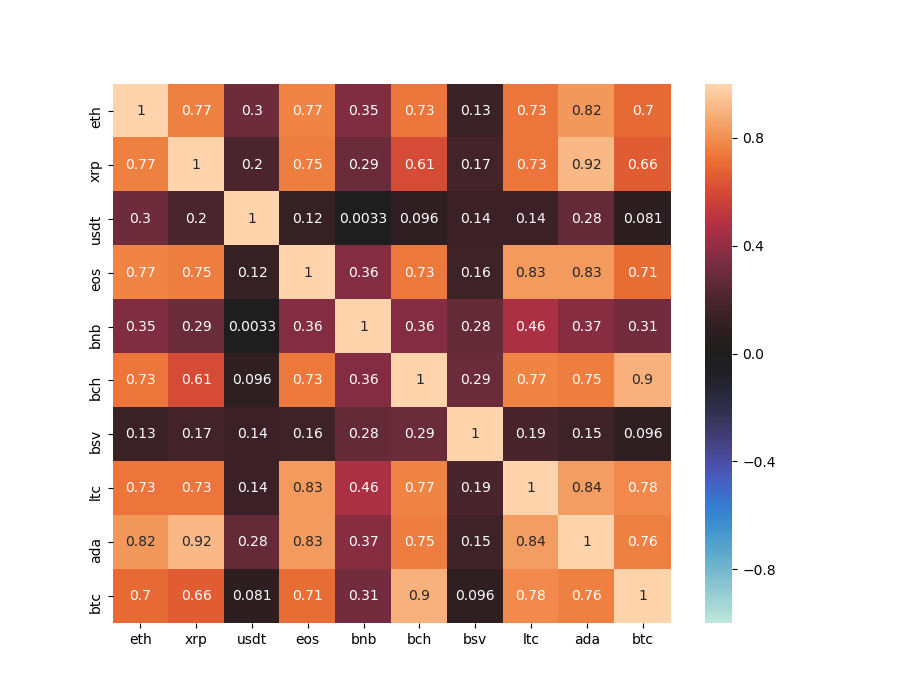 eth 1 0.77 0.3 0.77 0.35 0.73 0.13 0.73 0.82 0.7
xrp 0.77 1 0.2 0.75 0.29 0.61 0.17 0.73 0.92 0.66
usdt 0.3 0.2 1 0.12 0.0033 0.096 0.14 0.14 0.28 0.081
eos 0.77 0.75 0.12 1 0.36 0.73 0.16 0.83 0.83 0.71
bnb 0.35 0.29 0.0033 0.36 1 0.36 0.28 0.46 0.37 0.31
bch 0.73 0.61 0.096 0.73 0.36 1 0.29 0.77 0.75 0.9
bsv 0.13 0.17 0.14 0.16 0.28 0.29 1 0.19 0.15 0.096
ltc 0.73 0.73 0.14 0.83 0.46 0.77 0.19 1 0.84 0.78
ada 0.82 0.92 0.28 0.83 0.37 0.75 0.15 0.84 1 0.76
btc 0.7 0.66 0.081 0.71 0.31 0.9 0.096 0.78 0.76 1
eth xrp usdt eos bnb bch bsv ltc ada btc
0.8
0.4
0.0
−0.4
−0.8